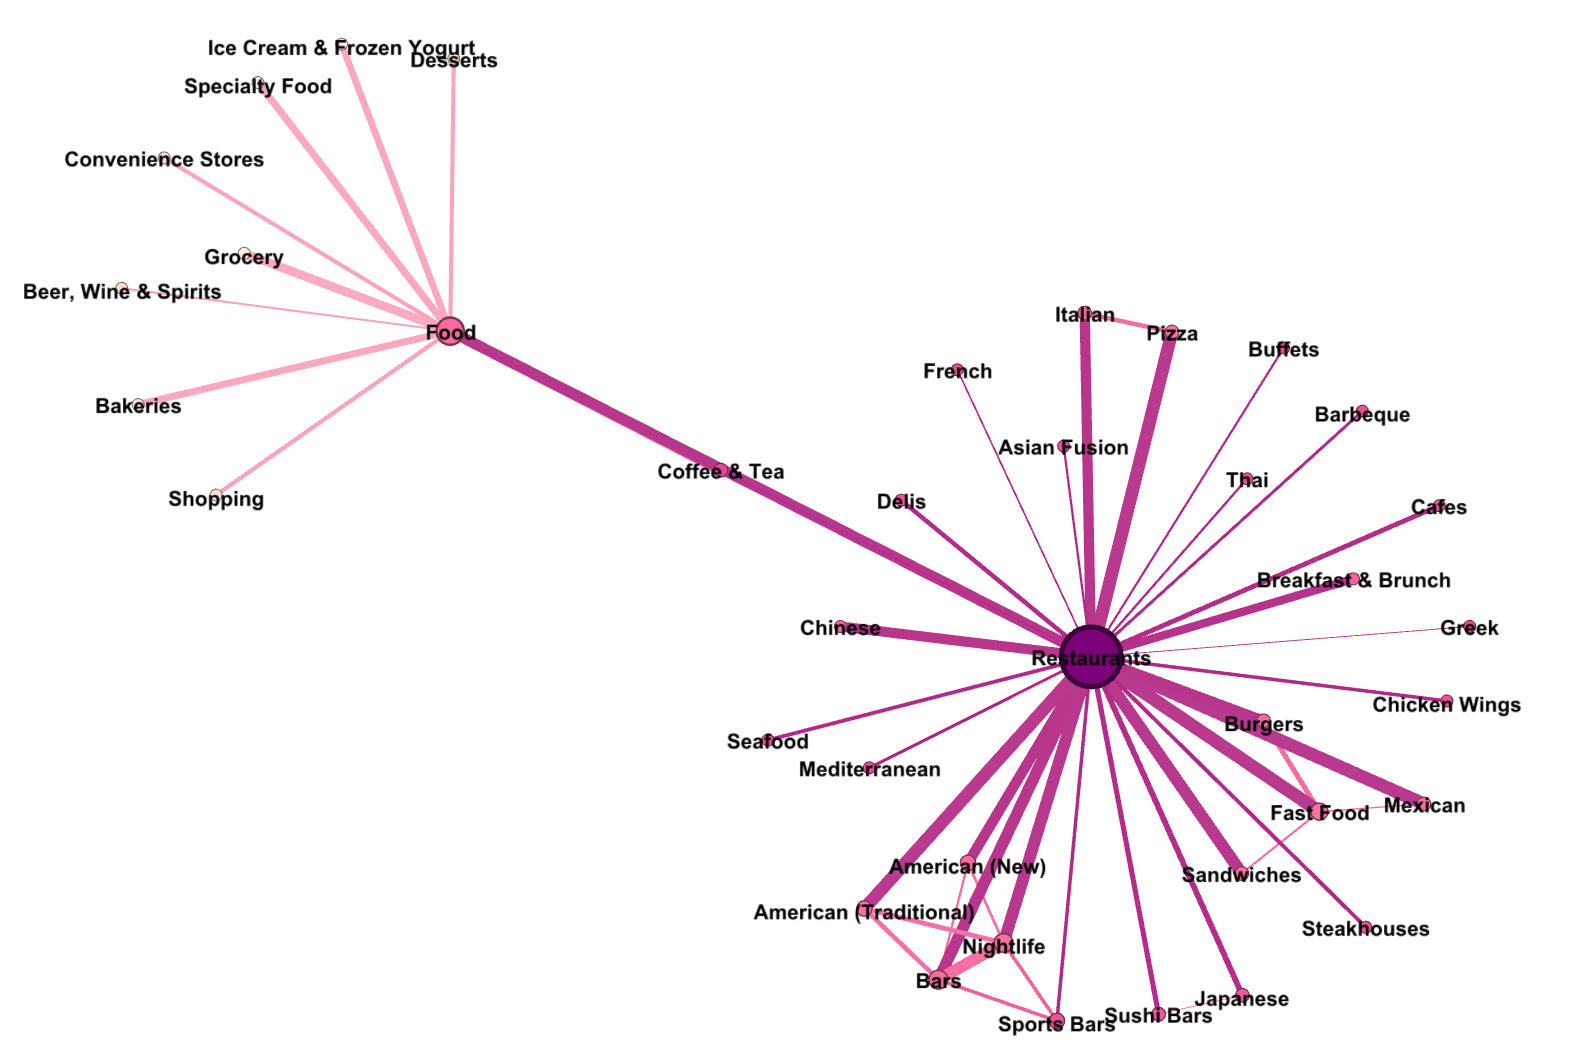 Ice Cream & Frozen Yogurt
Desserts
Specialty Food
Convenience Stores
Grocery
Beer, Wine & Spirits
Food
Bakeries
Shopping
Coffee & Tea
Italian
Pizza
Buffets
French
Barbeque
Asian Fusion
Thai
Delis
Cafes
Breakfast & Brunch
Chinese
Greek
Restaurants
Chicken Wings
Burgers
Seafood
Mediterranean
Fast Food
Mexican
American (New)
Sandwiches
American (Traditional)
Steakhouses
Nightlife
Bars
Japanese
Sushi Bars
Sports Bars